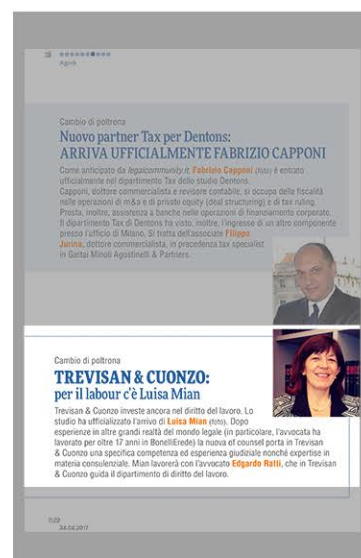 Agorà
Cambio di poltrona
Nuovo partner Tax per Dentons:
ARRIVA UFFICIALMENTE FABRIZIO CAPPONI
Come anticipato da legalcommunity.it, Fabrizio Capponi (foto) è entrato
ufficialmente nel dipartimento Tax dello studio Dentons.
Capponi, dottore commercialista e revisore contabile, si occupa della fiscalità
nelle operazioni di m&a e di private equity (deal structuring) e di tax ruling.
Presta, inoltre, assistenza a banche nelle operazioni di finanziamento corporate.
Il dipartimento Tax di Dentons ha visto, inoltre, l'ingresso di un altro componente
presso l'ufficio di Milano. Si tratta dell'associate Filippo
Jurina, dottore commercialista, in precedenza tax specialist
in Gattai Minoli Agostinelli & Partners.
Cambio di poltrona
TREVISAN & CUONZO:
per il labour c'è Luisa Mian
Trevisan & Cuonzo investe ancora nel diritto del lavoro. Lo
studio ha ufficializzato l'arrivo di Luisa Mian (foto). Dopo
esperienze in altre grandi realtà del mondo legale (in particolare, l'avvocata ha
lavorato per oltre 17 anni in BonelliErede) la nuova of counsel porta in Trevisan
& Cuonzo una specifica competenza ed esperienza giudiziale nonché expertise in
materia consulenziale. Mian lavorerà con l'avvocato Edgardo Ratti, che in Trevisan
& Cuonzo guida il dipartimento di diritto del lavoro.
24.04.2017